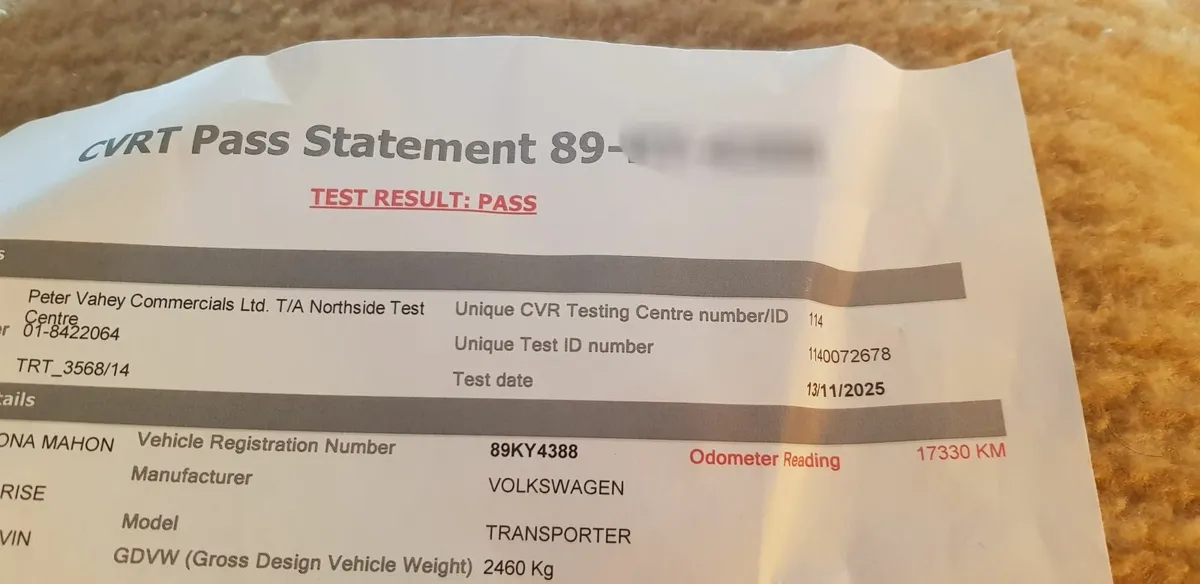 CVRT Pass Statement 89-
TEST RESULT: PASS
s
Peter Vahey Commercials Ltd. T/A Northside Test
Centre
Unique CVR Testing Centre number/ID 114
er 01-8422064
Unique Test ID number 1140072678
TRT_3568/14
Test date 13/11/2025
tails
ONA MAHON Vehicle Registration Number 89KY4388 Odometer Reading 17330 KM
Manufacturer VOLKSWAGEN
RISE
Model TRANSPORTER
VIN
GDVW (Gross Design Vehicle Weight) 2460 Kg